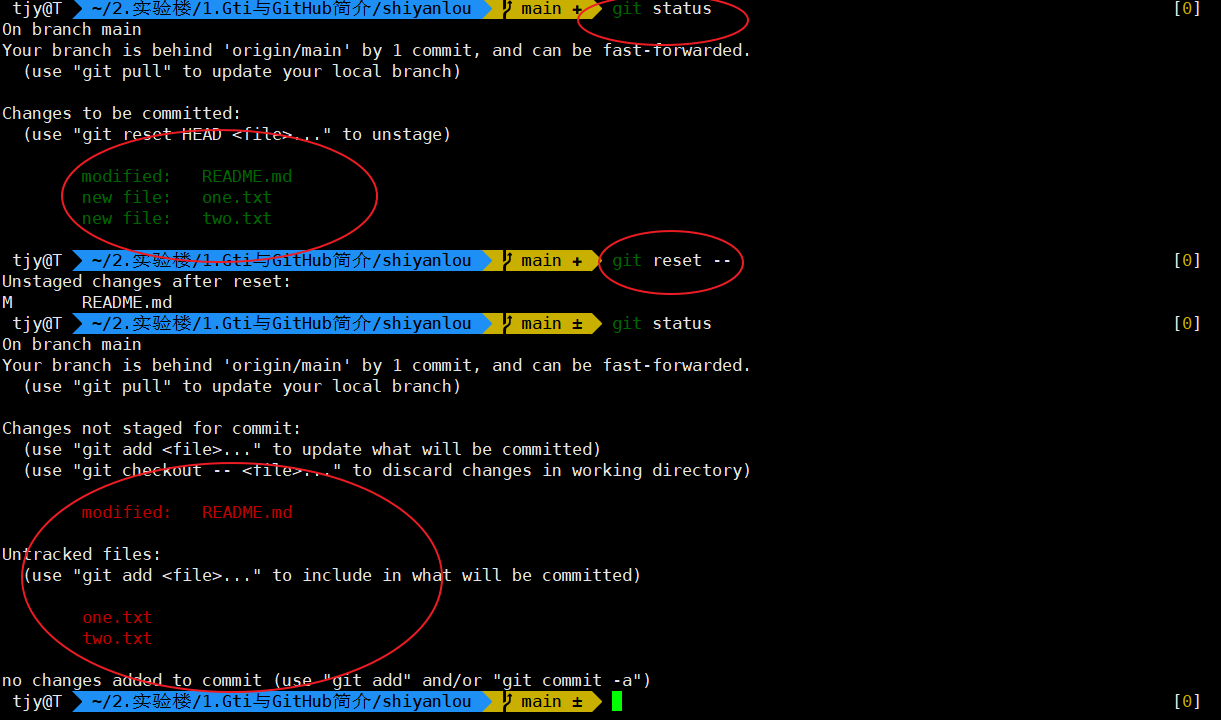 tjy@T ~/2.实验楼/1.Gti与GitHub简介/shiyanlou main + git status [0]
On branch main
Your branch is behind 'origin/main' by 1 commit, and can be fast-forwarded.
(use "git pull" to update your local branch)
Changes to be committed:
(use "git reset HEAD <file>..." to unstage)
modified: README.md
new file: one.txt
new file: two.txt
tjy@T ~/2.实验楼/1.Gti与GitHub简介/shiyanlou main + git reset -- [0]
Unstaged changes after reset:
M README.md
tjy@T ~/2.实验楼/1.Gti与GitHub简介/shiyanlou main ± git status [0]
On branch main
Your branch is behind 'origin/main' by 1 commit, and can be fast-forwarded.
(use "git pull" to update your local branch)
Changes not staged for commit:
(use "git add <file>..." to update what will be committed)
(use "git checkout -- <file>..." to discard changes in working directory)
modified: README.md
Untracked files:
(use "git add <file>..." to include in what will be committed)
one.txt
two.txt
no changes added to commit (use "git add" and/or "git commit -a")
tjy@T ~/2.实验楼/1.Gti与GitHub简介/shiyanlou main ± [0]